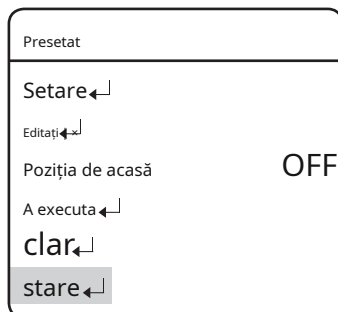 Presetat
Setare
Editați
Poziția de acasă OFF
A executa
clar
stare